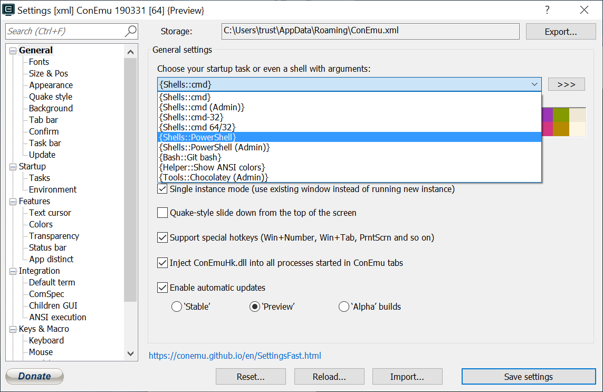 Settings [xml] ConEmu 190331 [64] {Preview}
Search (Ctrl+F)
Storage:
C:\Users\trust\AppData\Roaming\ConEmu.xml
Export...
General
Fonts
Size & Pos
Appearance
Quake style
Background
Tab bar
Confirm
Task bar
Update
Startup
Tasks
Environment
Features
Text cursor
Colors
Transparency
Status bar
App distinct
Integration
Default term
ComSpec
Children GUI
ANSI execution
Keys & Macro
Keyboard
Mouse
General settings
Choose your startup task or even a shell with arguments:
{Shells::cmd}
>>>
{Shells::cmd}
{Shells::cmd (Admin)}
{Shells::cmd-32}
{Shells::cmd 64/32}
{Shells::PowerShell}
{Shells::PowerShell (Admin)}
{Bash::Git bash}
{Helper::Show ANSI colors}
{Tools::Chocolatey (Admin)}
Single instance mode (use existing window instead of running new instance)
Quake-style slide down from the top of the screen
Support special hotkeys (Win+Number, Win+Tab, PrntScrn and so on)
Inject ConEmuHk.dll into all processes started in ConEmu tabs
Enable automatic updates
'Stable'
'Preview'
'Alpha' builds
https://conemu.github.io/en/SettingsFast.html
Donate
Reset...
Reload...
Import...
Save settings